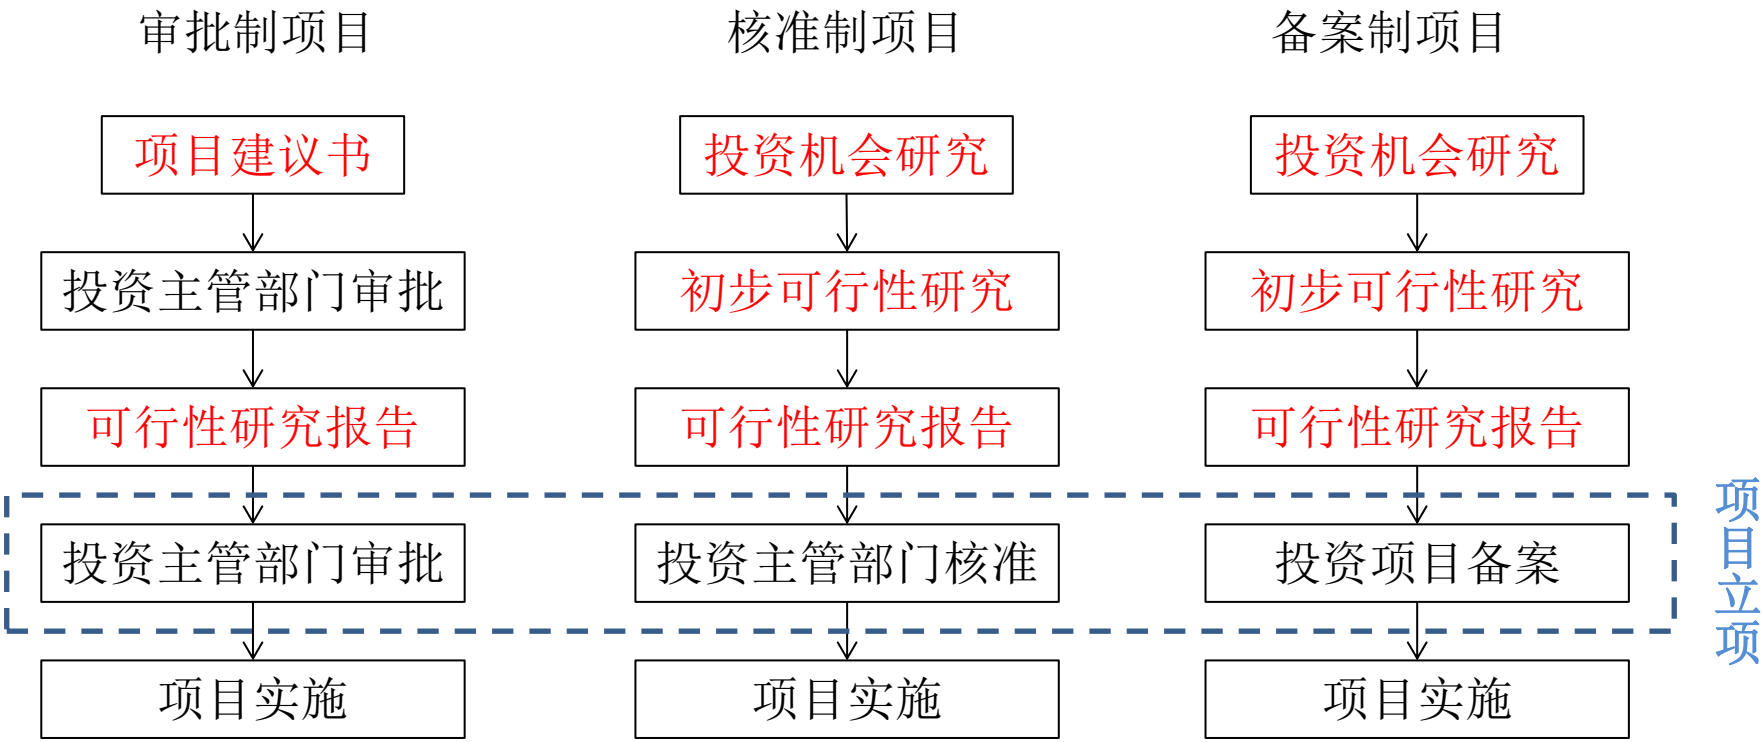 审批制项目
核准制项目
备案制项目
项目建议书
投资机会研究
投资机会研究
投资主管部门审批
初步可行性研究
初步可行性研究
可行性研究报告
可行性研究报告
可行性研究报告
投资主管部门审批
投资主管部门核准
投资项目备案
项目立项
项目实施
项目实施
项目实施